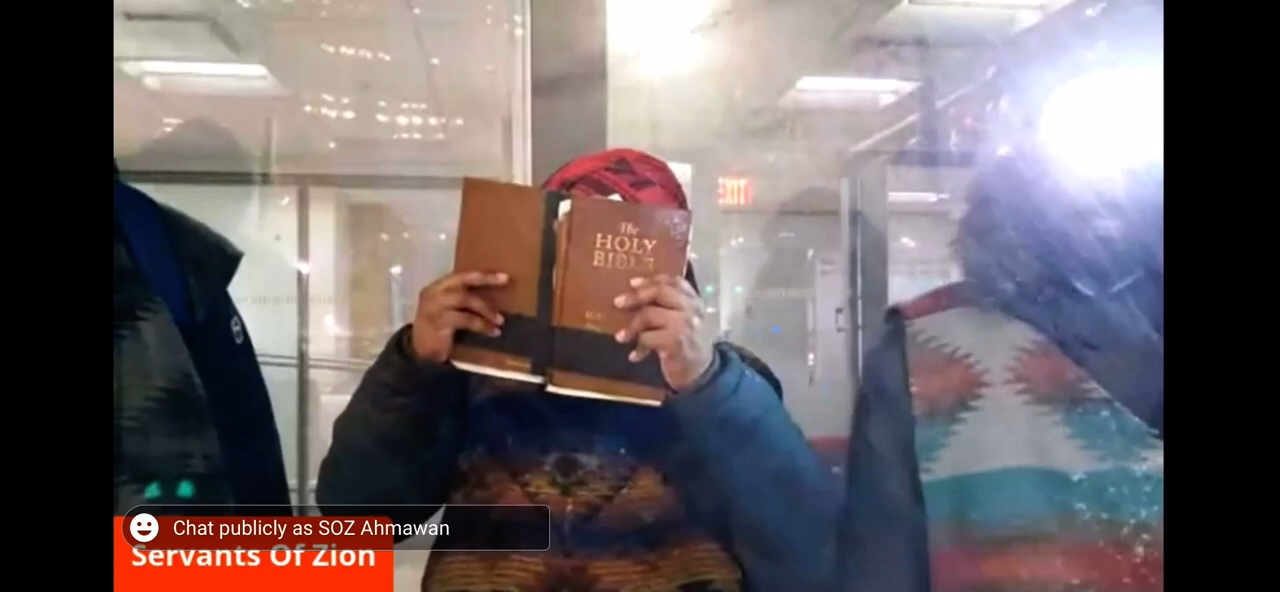 EXIT
The
HOLY
BIBLE
Chat publicly as SOZ Ahmawan
Servants Of Zion